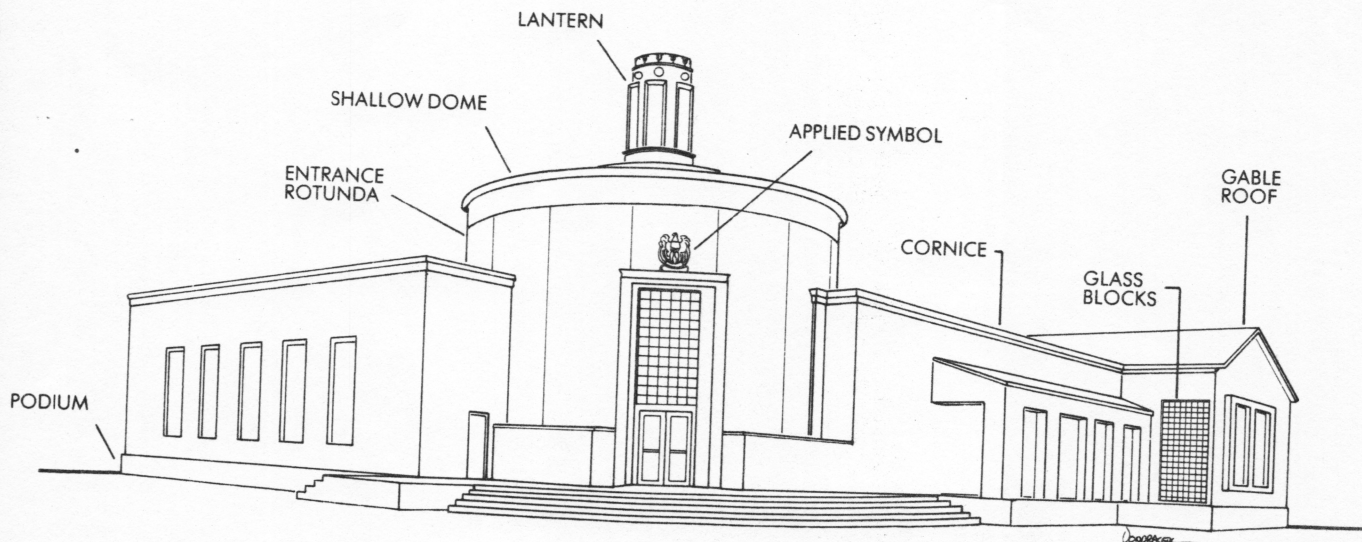 LANTERN
SHALLOW DOME
APPLIED SYMBOL
ENTRANCE
ROTUNDA
GABLE
ROOF
CORNICE
GLASS
BLOCKS
PODIUM